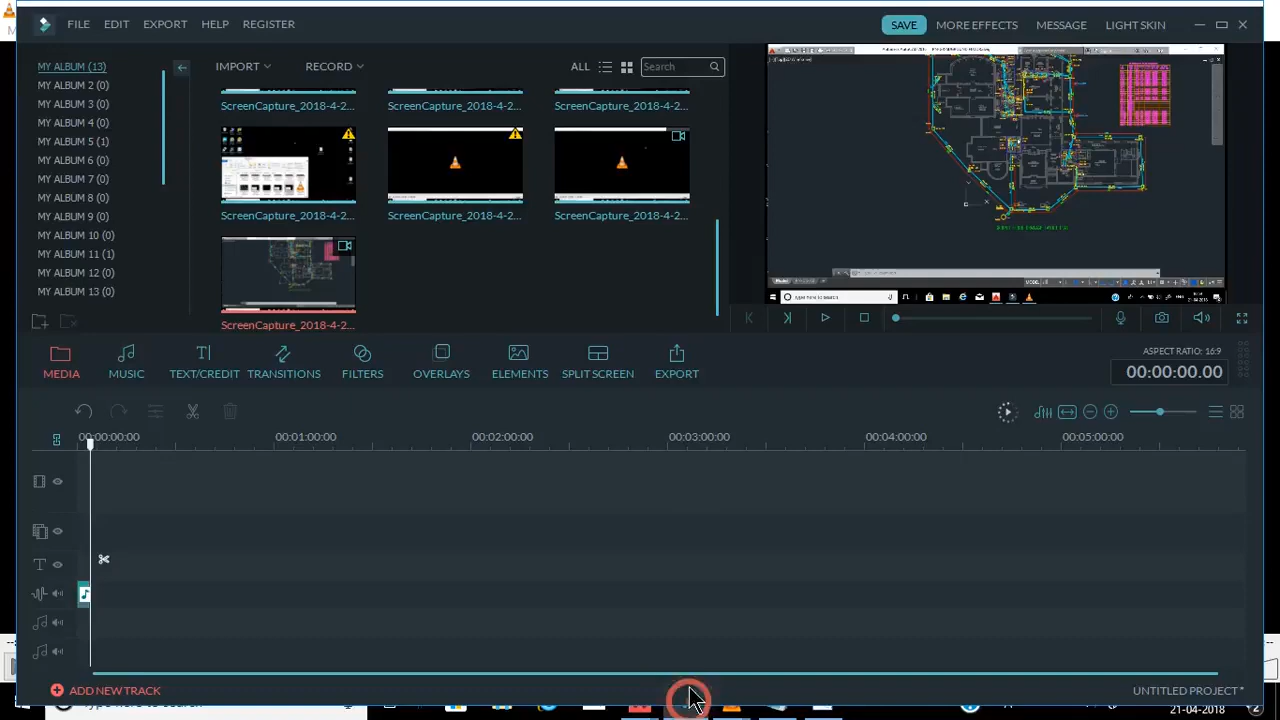 FILE EDIT EXPORT HELP REGISTER SAVE MORE EFFECTS MESSAGE LIGHT SKIN
MY ALBUM (13)
MY ALBUM 2 (0)
MY ALBUM 3 (0)
MY ALBUM 4 (0)
MY ALBUM 5 (1)
MY ALBUM 6 (0)
MY ALBUM 7 (0)
MY ALBUM 8 (0)
MY ALBUM 9 (0)
MY ALBUM 10 (0)
MY ALBUM 11 (1)
MY ALBUM 12 (0)
MY ALBUM 13 (0)
IMPORT RECORD ALL Search
ScreenCapture_2018-4-2... ScreenCapture_2018-4-2... ScreenCapture_2018-4-2...
ScreenCapture_2018-4-2... ScreenCapture_2018-4-2... ScreenCapture_2018-4-2...
ScreenCapture_2018-4-2...
MEDIA MUSIC TEXT/CREDIT TRANSITIONS FILTERS OVERLAYS ELEMENTS SPLIT SCREEN EXPORT
ASPECT RATIO: 16:9
00:00:00.00
00:00:00:00 00:01:00:00 00:02:00:00 00:03:00:00 00:04:00:00 00:05:00:00
ADD NEW TRACK
UNTITLED PROJECT*
21-04-2018